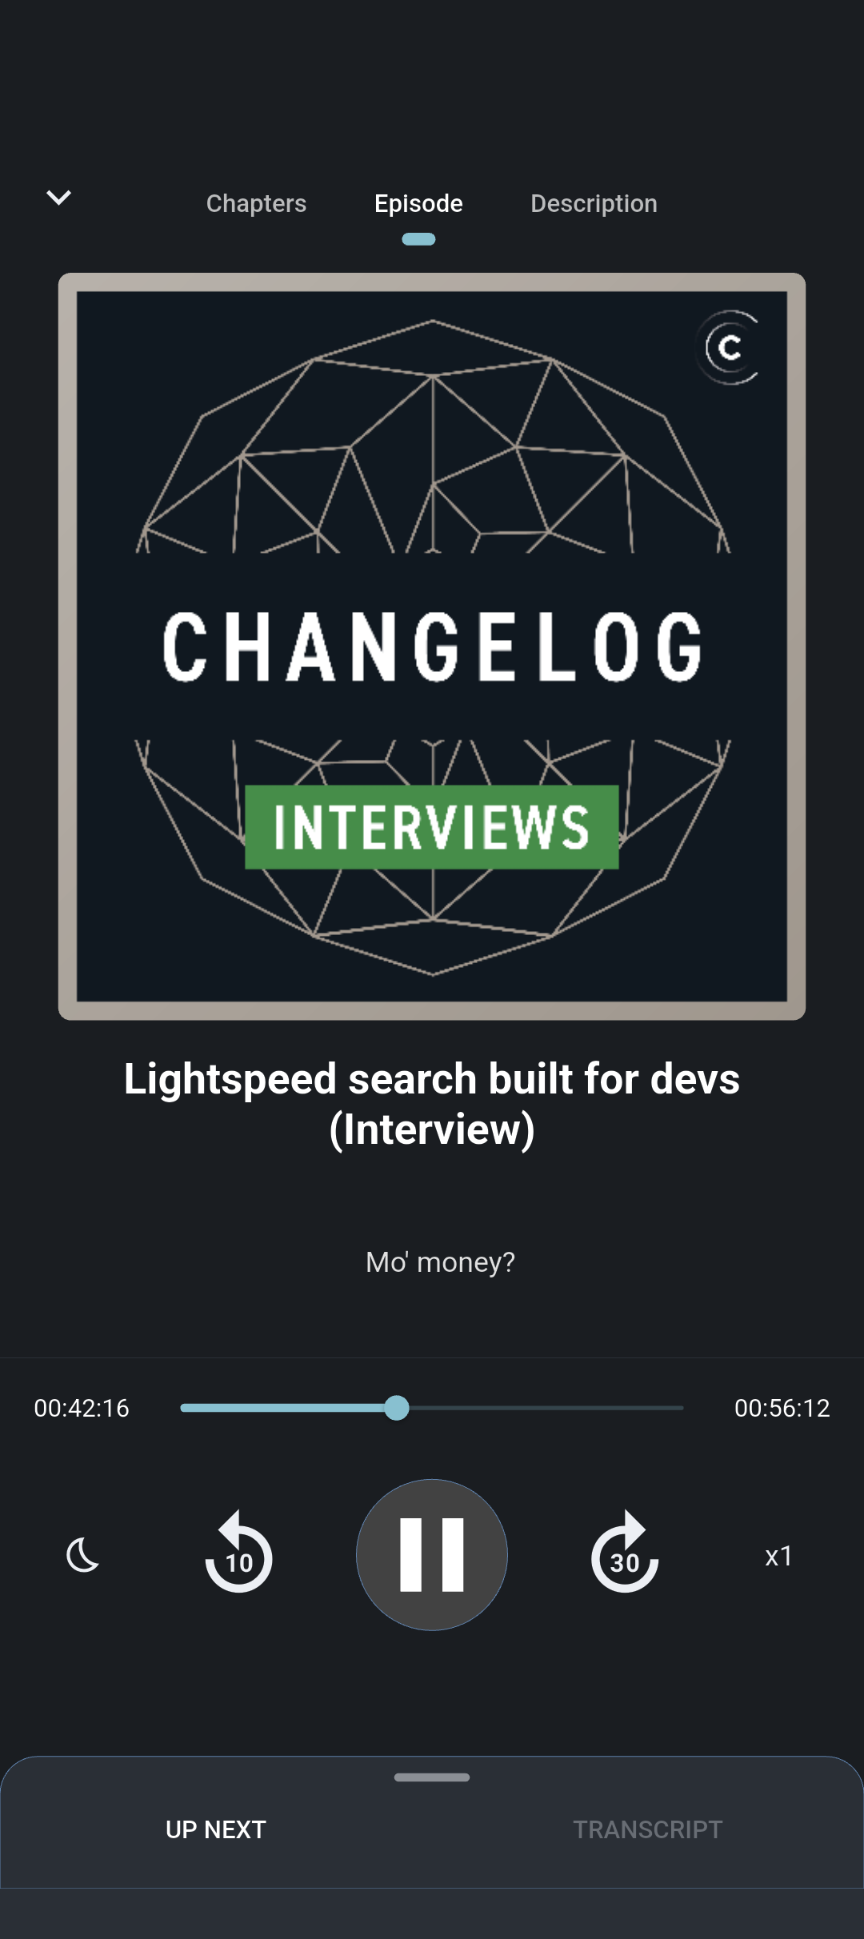 Chapters Episode Description
C
CHANGELOG
INTERVIEWS
Lightspeed search built for devs
(Interview)
Mo' money?
00:42:16 00:56:12
10 30 x1
UP NEXT TRANSCRIPT